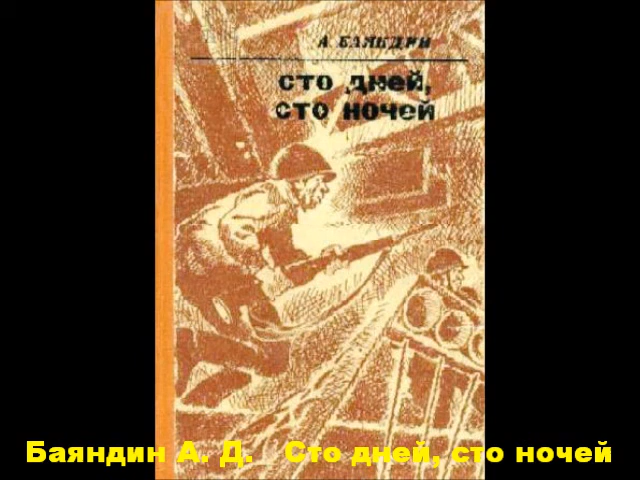 А. БАЯНДИН
сто дней,
сто ночей
Баяндин А. Д. Сто дней, сто ночей